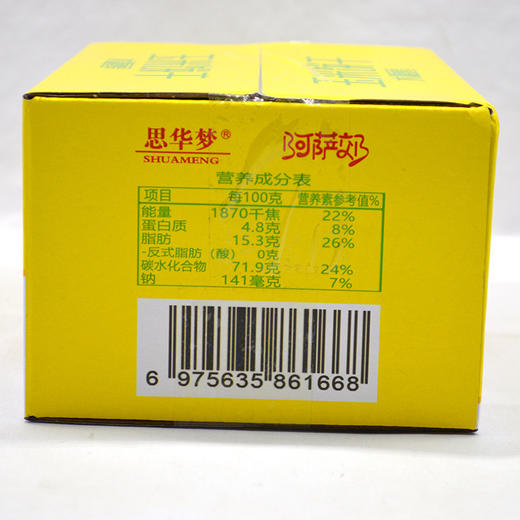 思华梦®
SHUAMENG
阿萨奶
营养成分表
项目 每100克 营养素参考值%
能量 1870千焦 22%
蛋白质 4.8克 8%
脂肪 15.3克 26%
-反式脂肪（酸） 0克
碳水化合物 71.9克 24%
钠 141毫克 7%
6 975635 861668